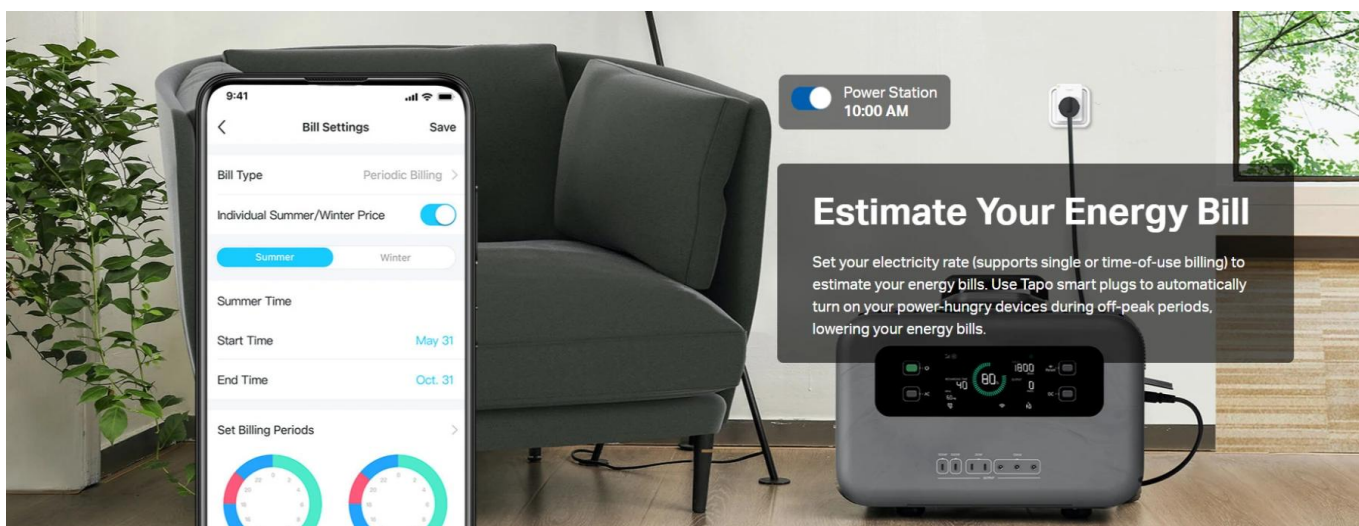 9:41
Bill Settings
Save
Bill Type
Periodic Billing
Individual Summer/Winter Price
Summer
Winter
Summer Time
Start Time
May 31
End Time
Oct. 31
Set Billing Periods
Power Station
10:00 AM
Estimate Your Energy Bill
Set your electricity rate (supports single or time-of-use billing) to
estimate your energy bills. Use Tapo smart plugs to automatically
turn on your power-hungry devices during off-peak periods,
lowering your energy bills.
80
1800
40
0
AC
DC